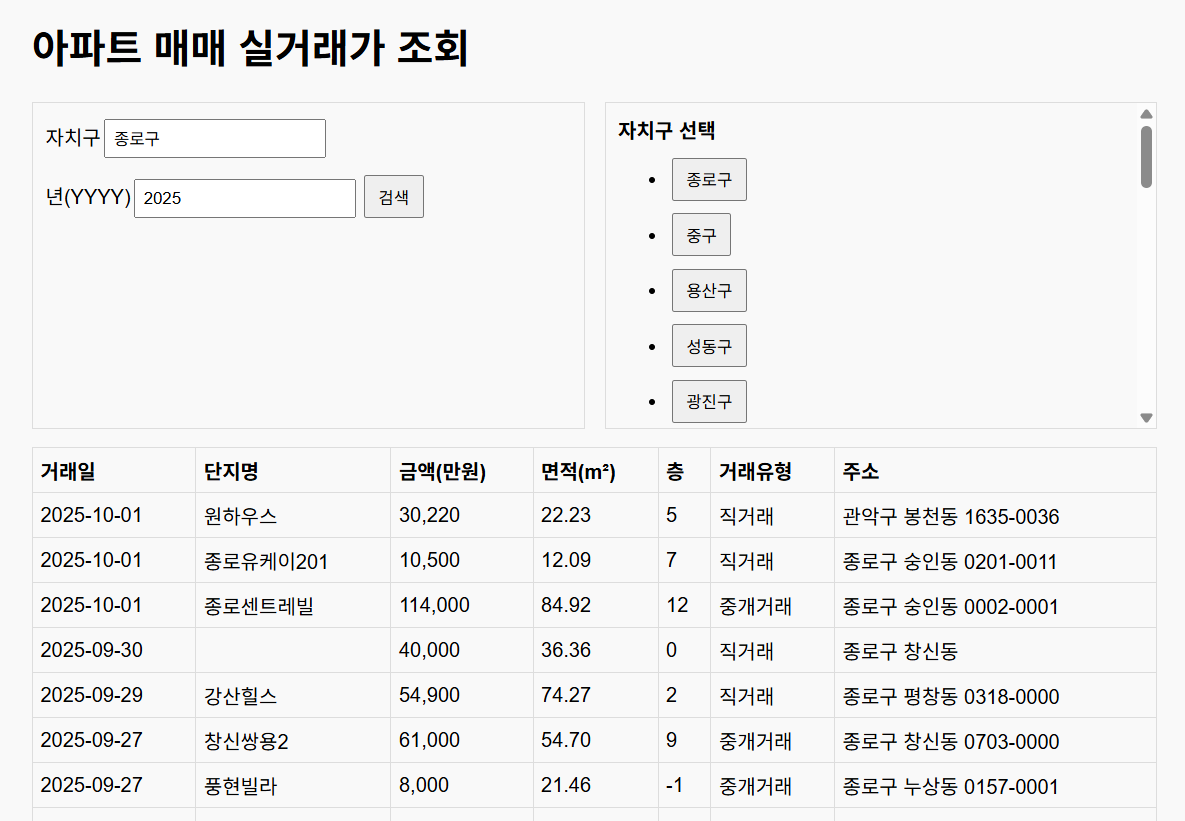 아파트 매매 실거래가 조회
자치구 종로구
년(YYYY) 2025 검색
자치구 선택
종로구
중구
용산구
성동구
광진구
거래일 단지명 금액(만원) 면적(m²) 층 거래유형 주소
2025-10-01 원하우스 30,220 22.23 5 직거래 관악구 봉천동 1635-0036
2025-10-01 종로유케이201 10,500 12.09 7 직거래 종로구 숭인동 0201-0011
2025-10-01 종로센트레빌 114,000 84.92 12 중개거래 종로구 숭인동 0002-0001
2025-09-30 40,000 36.36 0 직거래 종로구 창신동
2025-09-29 강산힐스 54,900 74.27 2 직거래 종로구 평창동 0318-0000
2025-09-27 창신쌍용2 61,000 54.70 9 중개거래 종로구 창신동 0703-0000
2025-09-27 풍현빌라 8,000 21.46 -1 중개거래 종로구 누상동 0157-0001